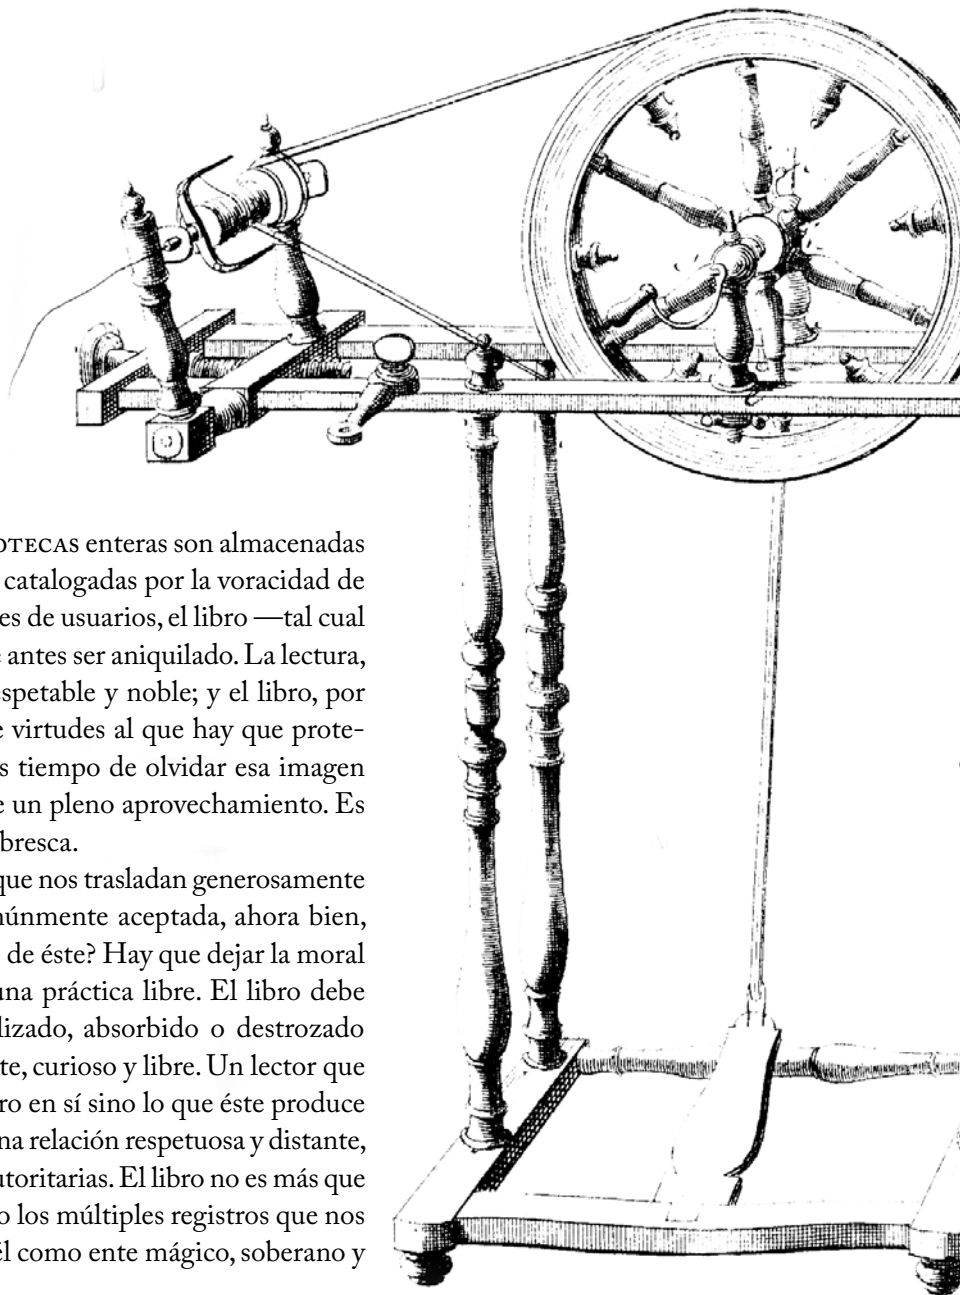 OTECAS enteras son almacenadas
catalogadas por la voracidad de
es de usuarios, el libro —tal cual
antes ser aniquilado. La lectura,
espetable y noble; y el libro, por
e virtudes al que hay que prote-
s tiempo de olvidar esa imagen
e un pleno aprovechamiento. Es
bresca.
que nos trasladan generosamente
múnmente aceptada, ahora bien,
de éste? Hay que dejar la moral
una práctica libre. El libro debe
lizado, absorbido o destrozado
te, curioso y libre. Un lector que
ro en sí sino lo que éste produce
na relación respetuosa y distante,
utoritarias. El libro no es más que
o los múltiples registros que nos
él como ente mágico, soberano y